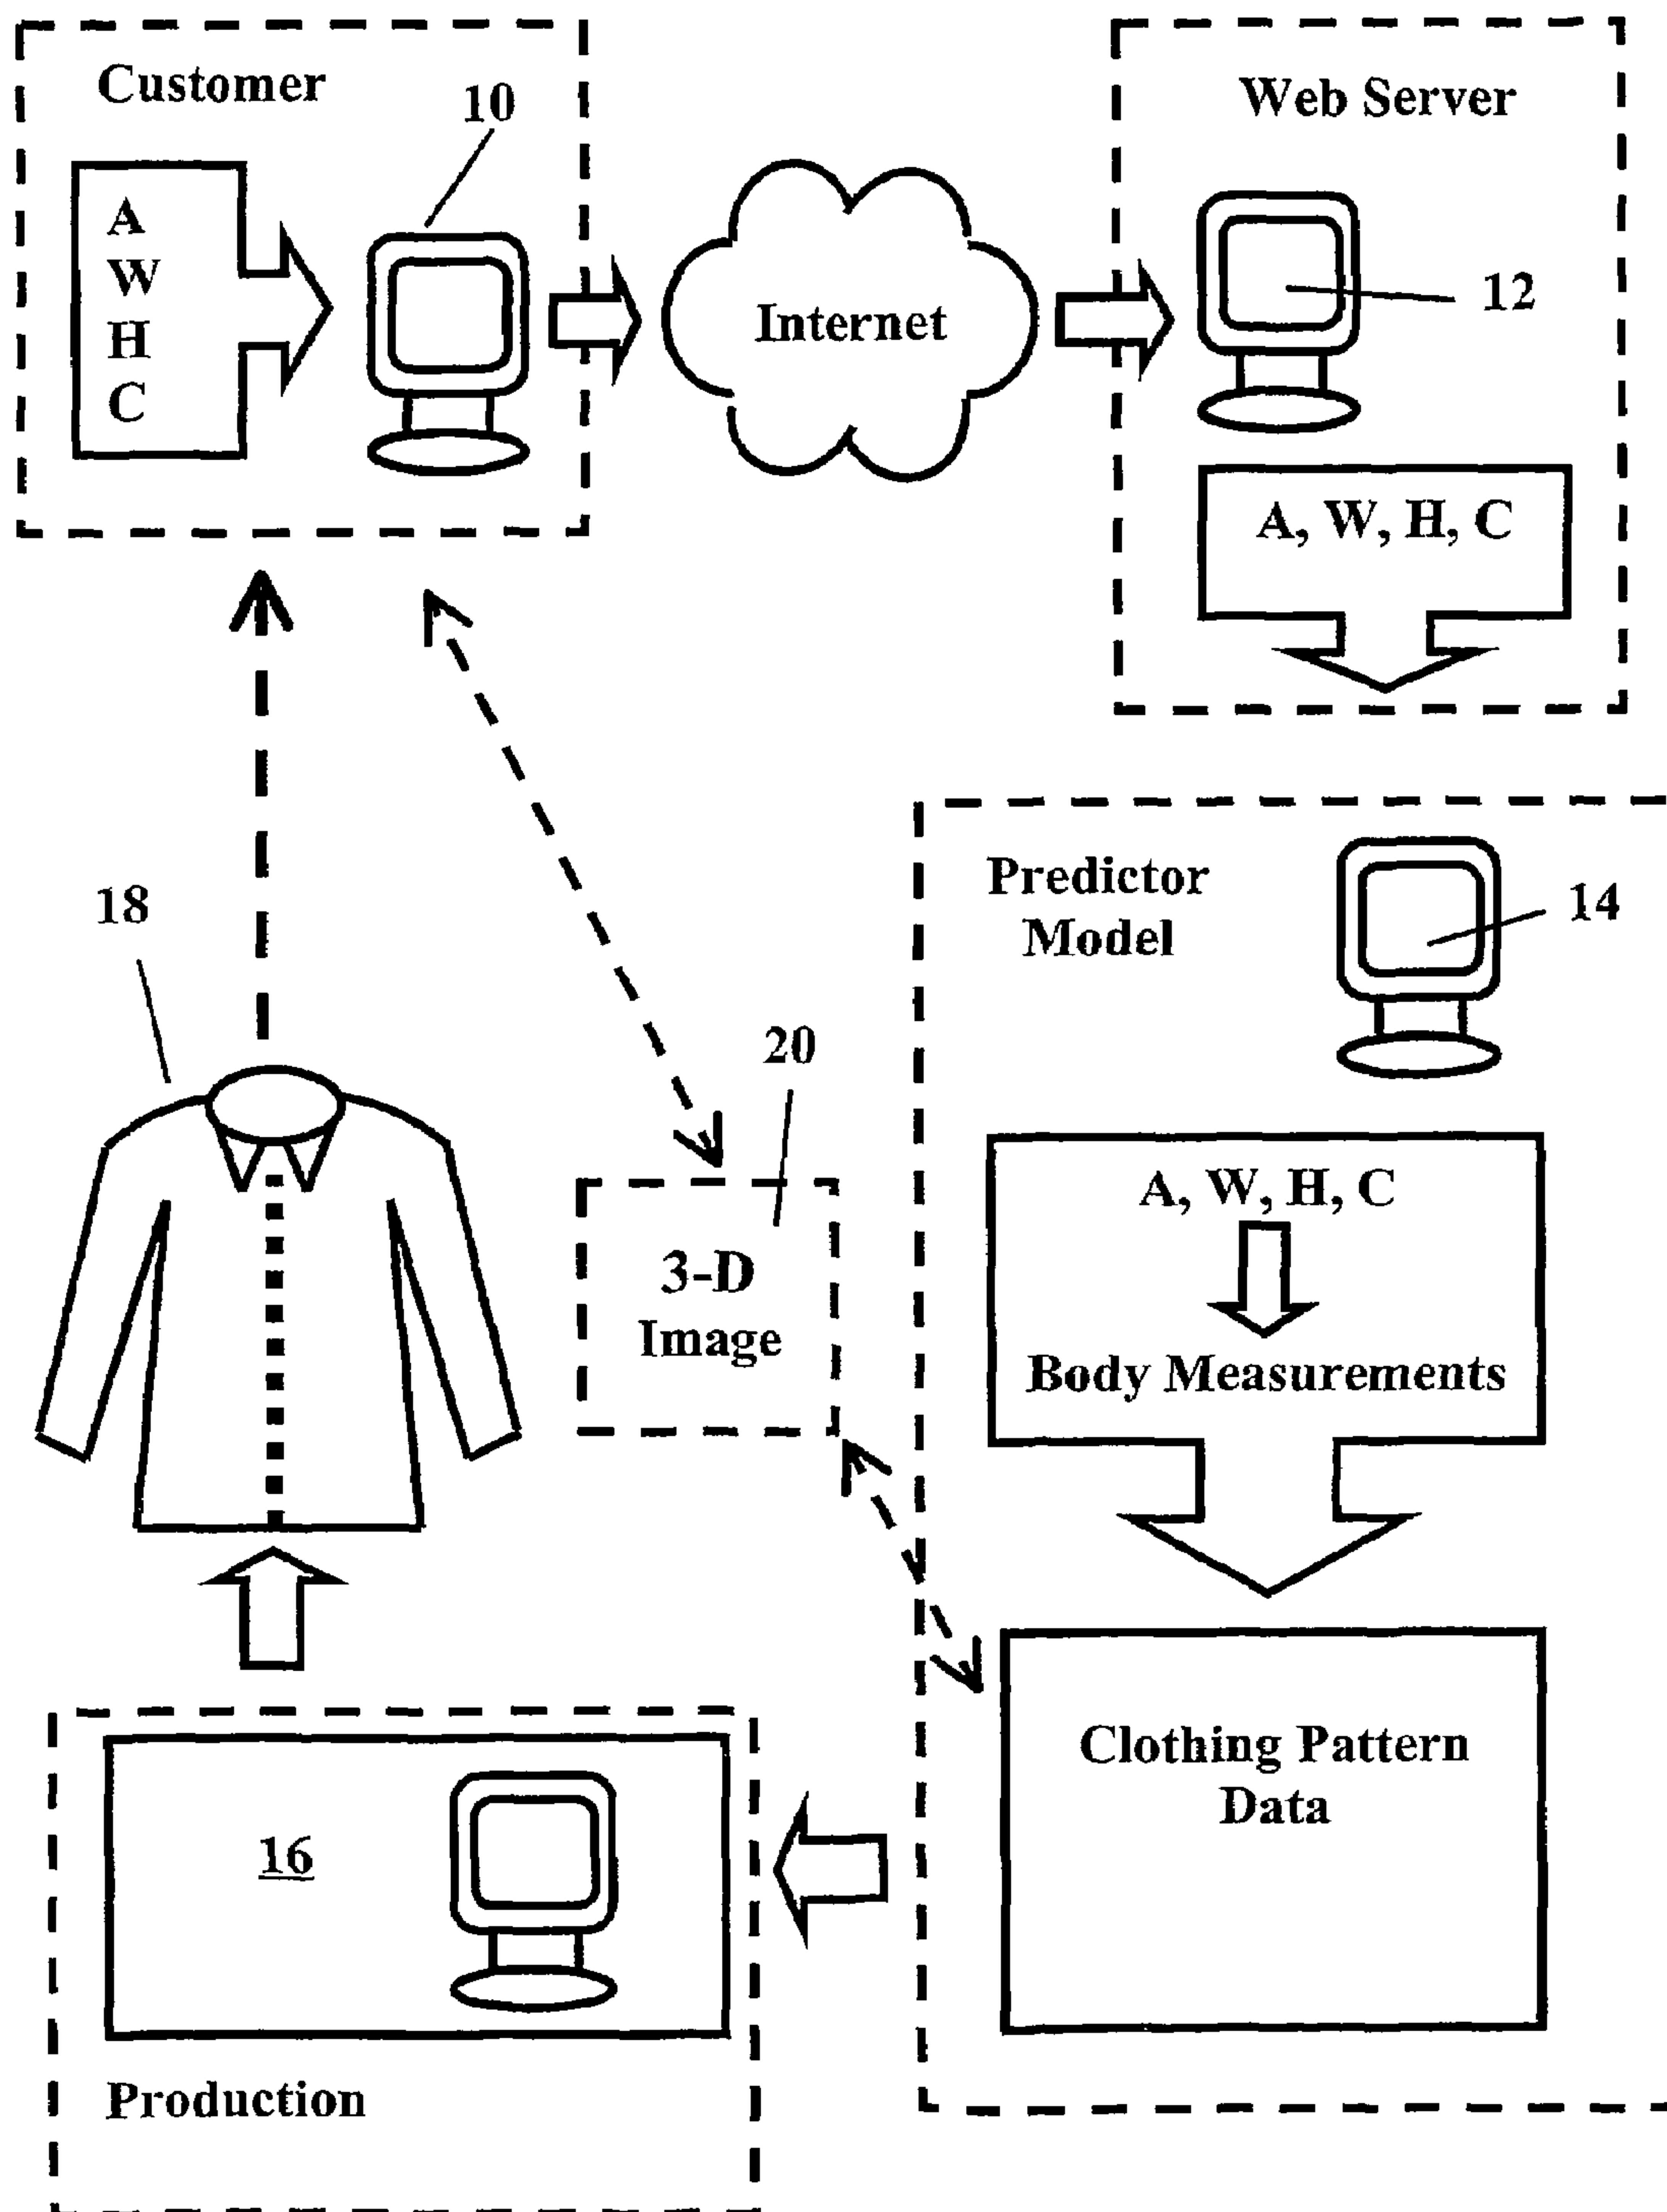 Customer
10
A
W
H
C
Internet
Web Server
12
A, W, H, C
Predictor
Model
14
A, W, H, C
Body Measurements
Clothing Pattern
Data
18
20
3-D
Image
16
Production